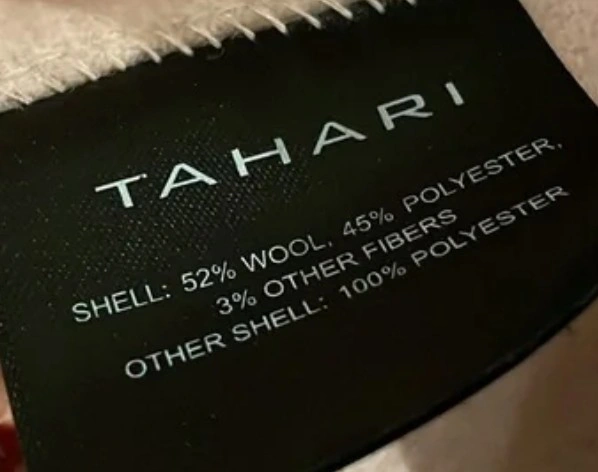 TAHARI
SHELL: 52% WOOL, 45% POLYESTER,
3% OTHER FIBERS
OTHER SHELL: 100% POLYESTER